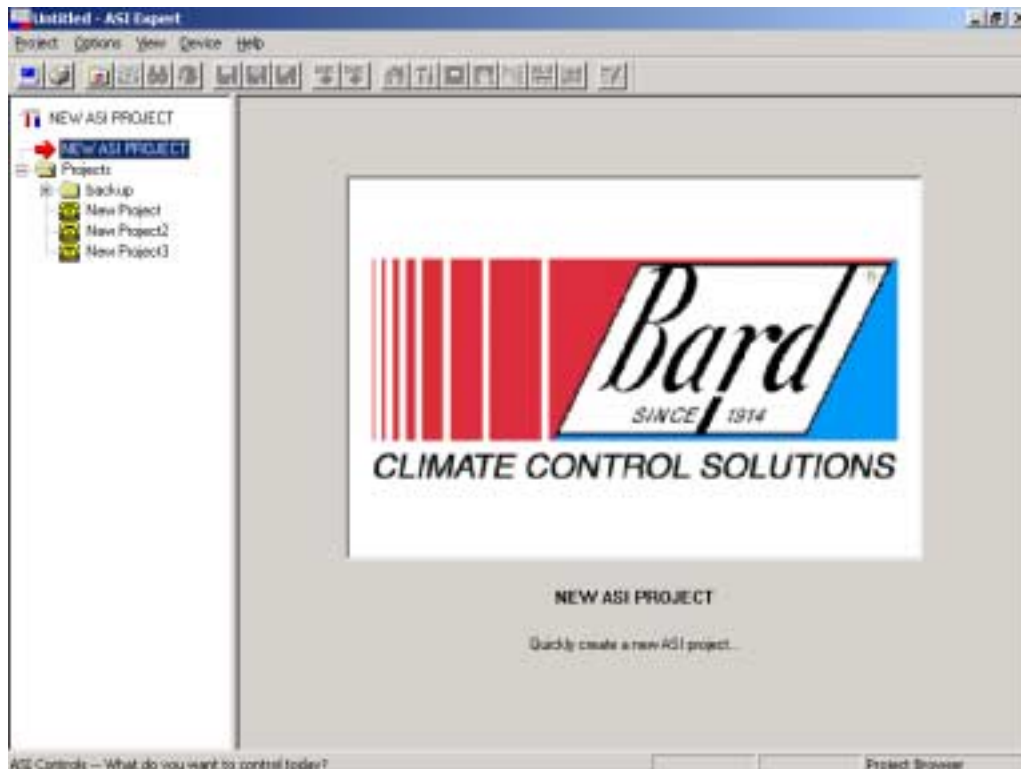 Untitled - ASI Expert
Project Options View Device Help
NEW ASI PROJECT
NEW ASI PROJECT
Projects
backup
New Project
New Project2
New Project3
Bard
®
SINCE 1914
CLIMATE CONTROL SOLUTIONS
NEW ASI PROJECT
Quickly create a new ASI project...
ASI Controls -- What do you want to control today?
Project Browser